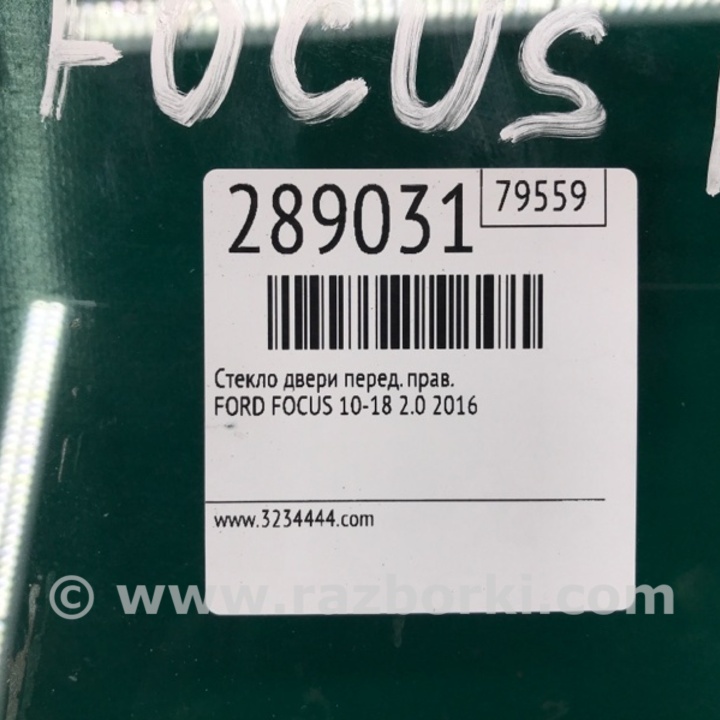 FOCUS
289031
79559
Стекло двери перед. прав.
FORD FOCUS 10-18 2.0 2016
www.3234444.com
© www.razborki.com